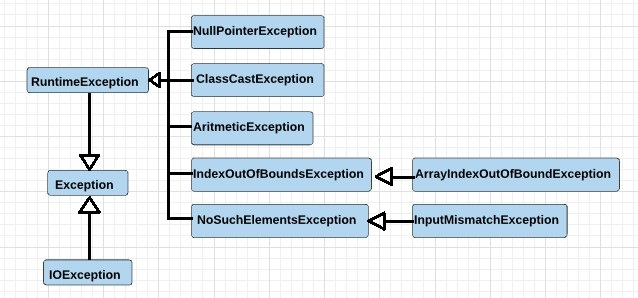 NullPointerException
RuntimeException
ClassCastException
AritmeticException
IndexOutOfBoundsException
ArrayIndexOutOfBoundException
Exception
NoSuchElementsException
InputMismatchException
IOException